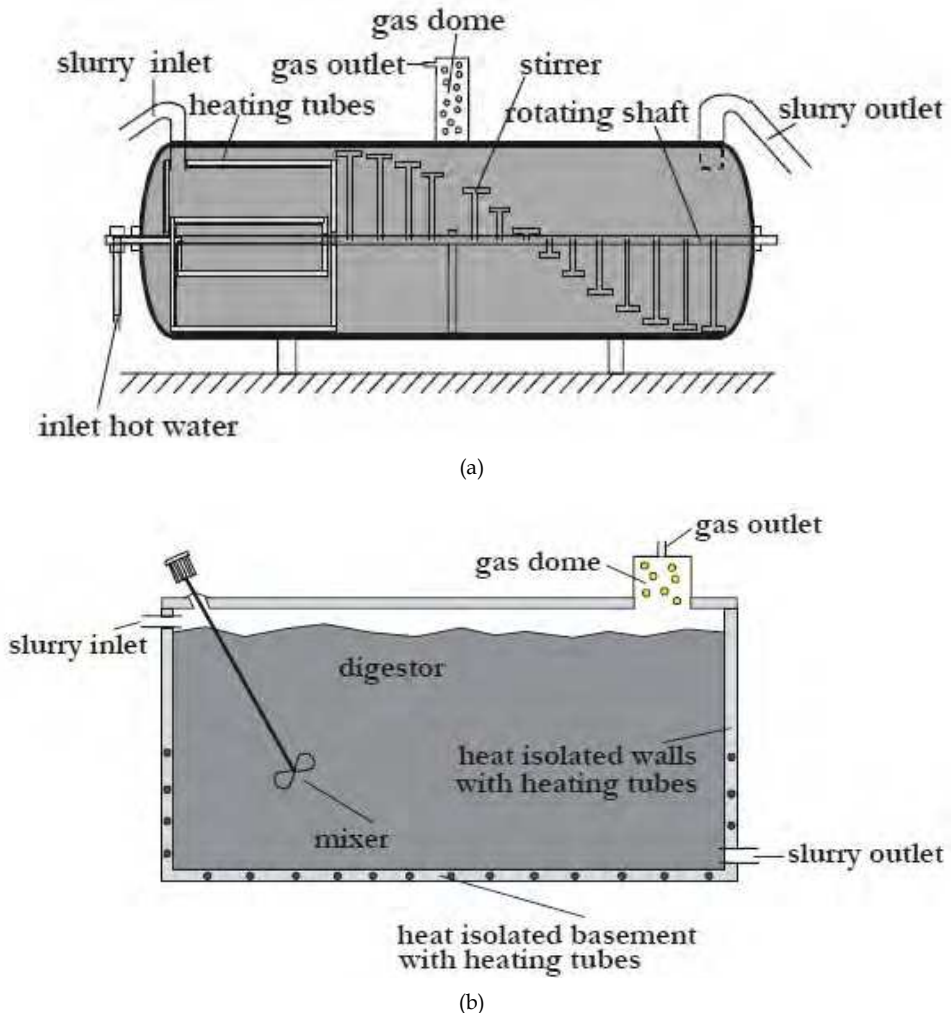 gas dome
slurry inlet
gas outlet
stirrer
heating tubes
rotating shaft
slurry outlet
inlet hot water
(a)
gas outlet
gas dome
slurry inlet
digestor
heat isolated walls
with heating tubes
mixer
slurry outlet
heat isolated basement
with heating tubes
(b)